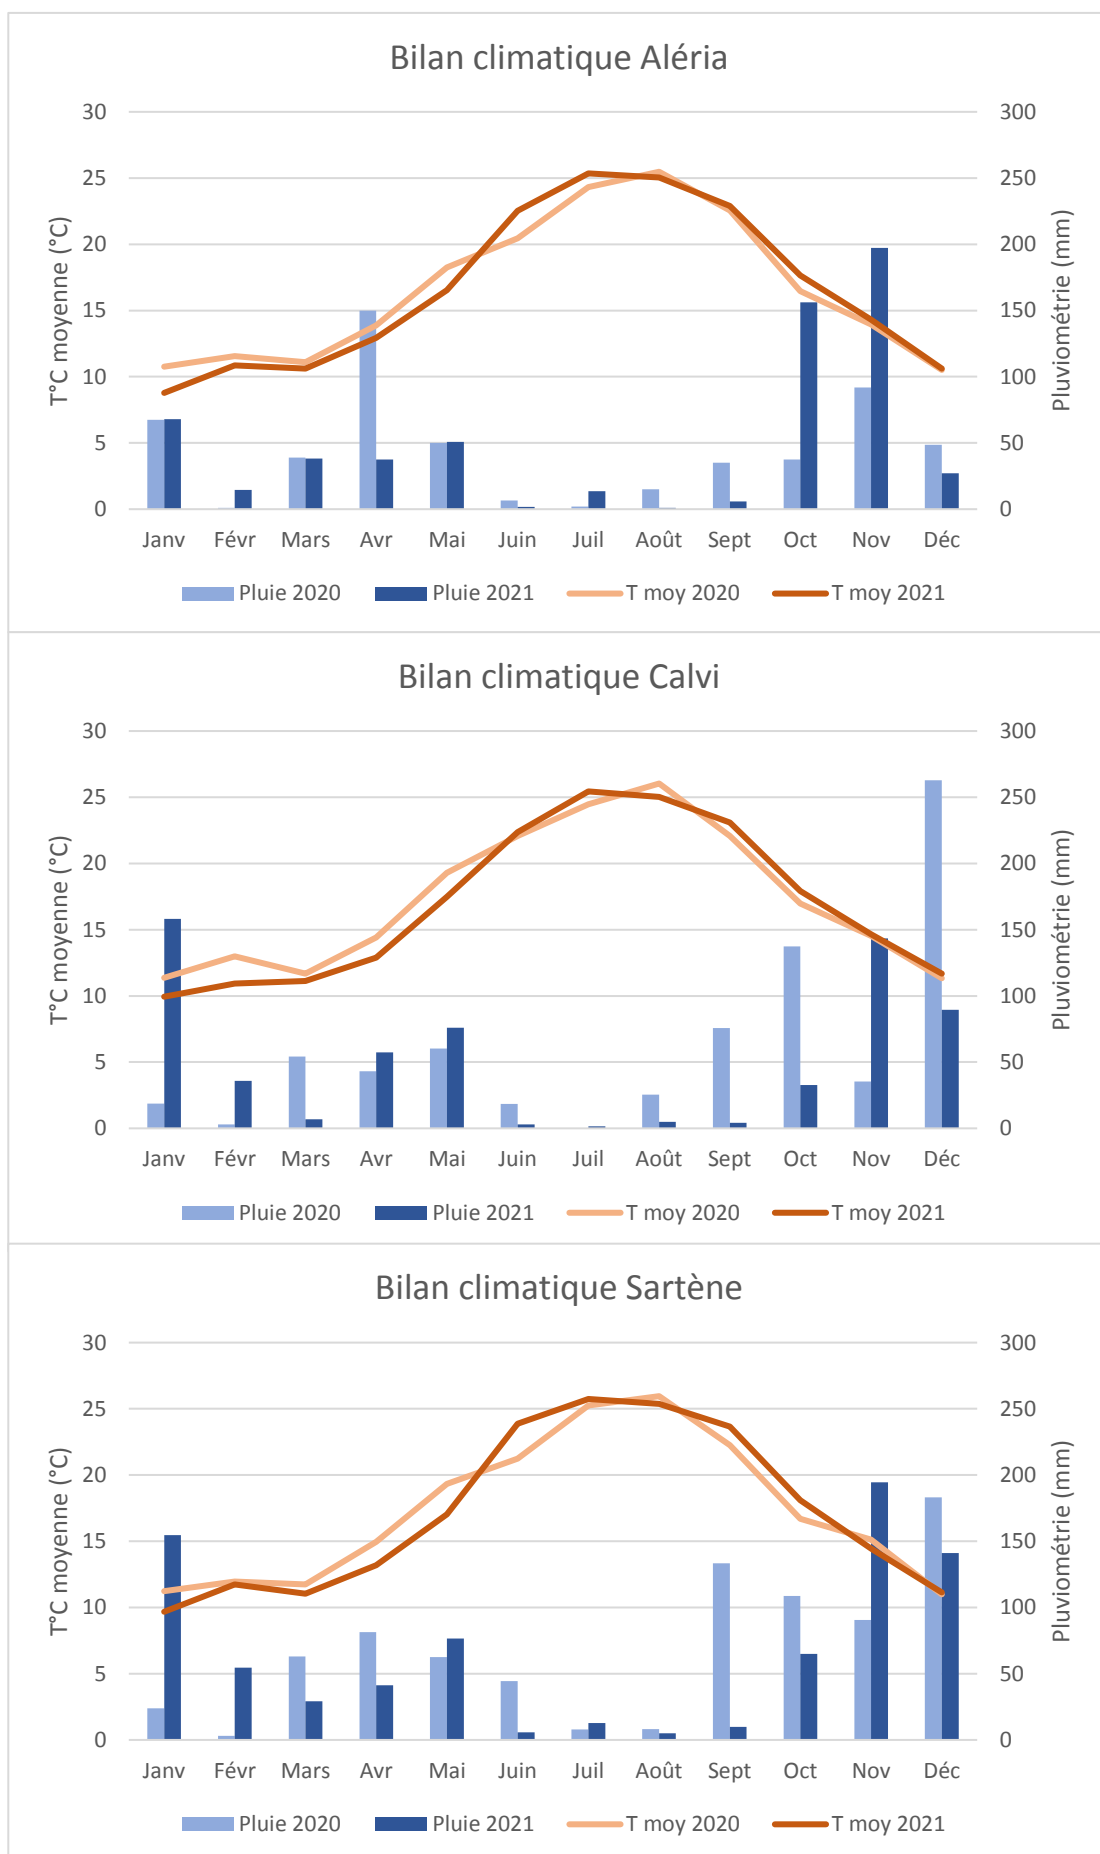 Bilan climatique Aléria
T°C moyenne (°C)
30
25
20
15
10
5
0
300
250
200
150
100
50
0
Pluviométrie (mm)
Janv Févr Mars Avr Mai Juin Juil Août Sept Oct Nov Déc
Pluie 2020 Pluie 2021 T moy 2020 T moy 2021
Bilan climatique Calvi
T°C moyenne (°C)
30
25
20
15
10
5
0
300
250
200
150
100
50
0
Pluviométrie (mm)
Janv Févr Mars Avr Mai Juin Juil Août Sept Oct Nov Déc
Pluie 2020 Pluie 2021 T moy 2020 T moy 2021
Bilan climatique Sartène
T°C moyenne (°C)
30
25
20
15
10
5
0
300
250
200
150
100
50
0
Pluviométrie (mm)
Janv Févr Mars Avr Mai Juin Juil Août Sept Oct Nov Déc
Pluie 2020 Pluie 2021 T moy 2020 T moy 2021